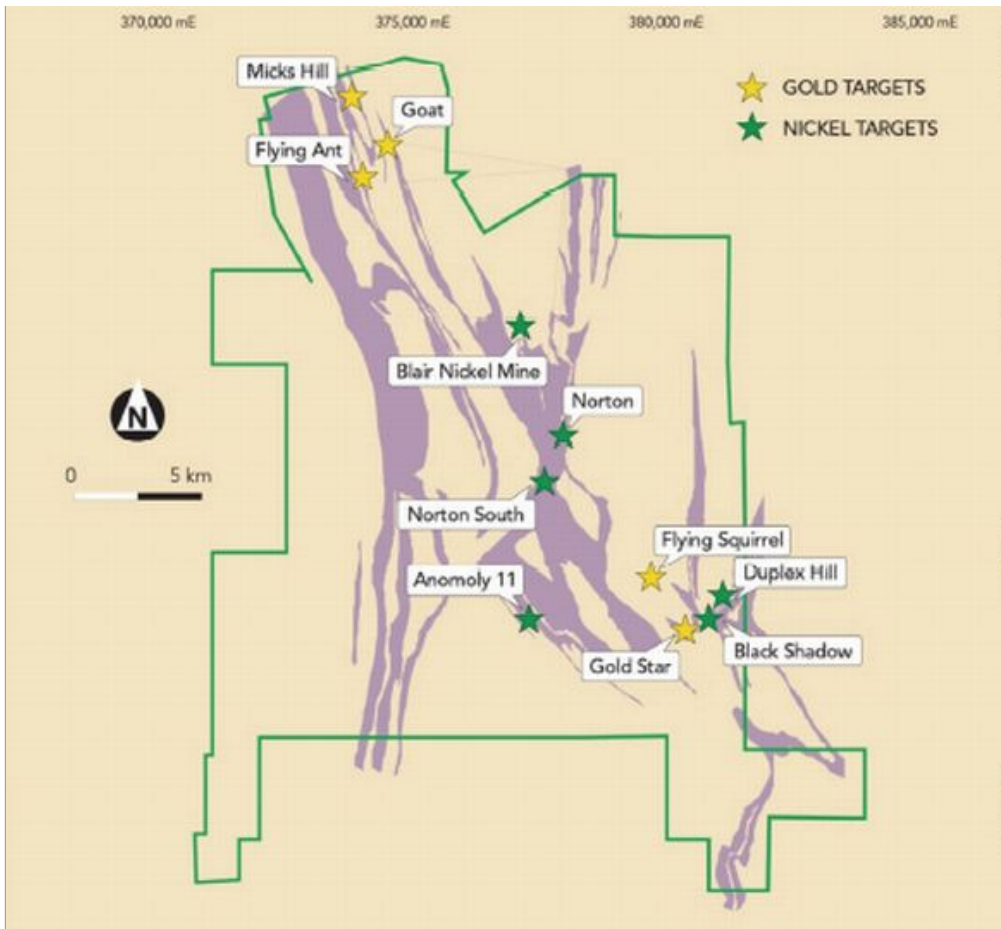 370,000 mE 375,000 mE 380,000 mE 385,000 mE
Micks Hill
GOLD TARGETS
Goat
NICKEL TARGETS
Flying Ant
Blair Nickel Mine
Norton
N
0 5 km
Norton South
Flying Squirrel
Anomoly 11
Duplex Hill
Black Shadow
Gold Star